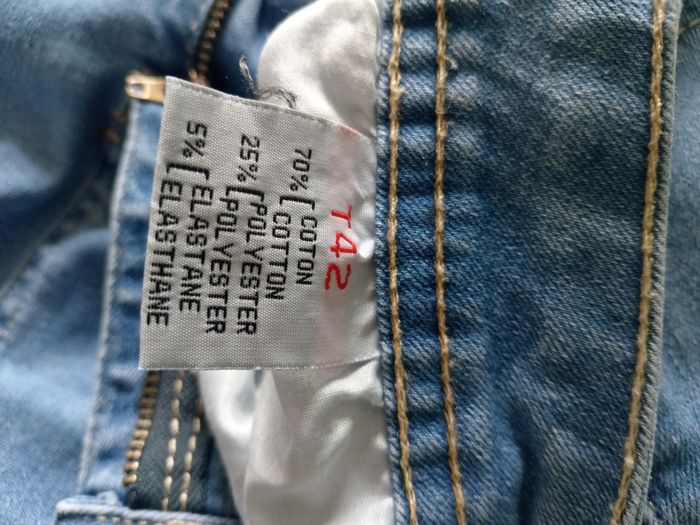 T42
70% [ COTON
COTTON
25% [ POLYESTER
POLYESTER
5% [ ELASTANE
ELASTHANE